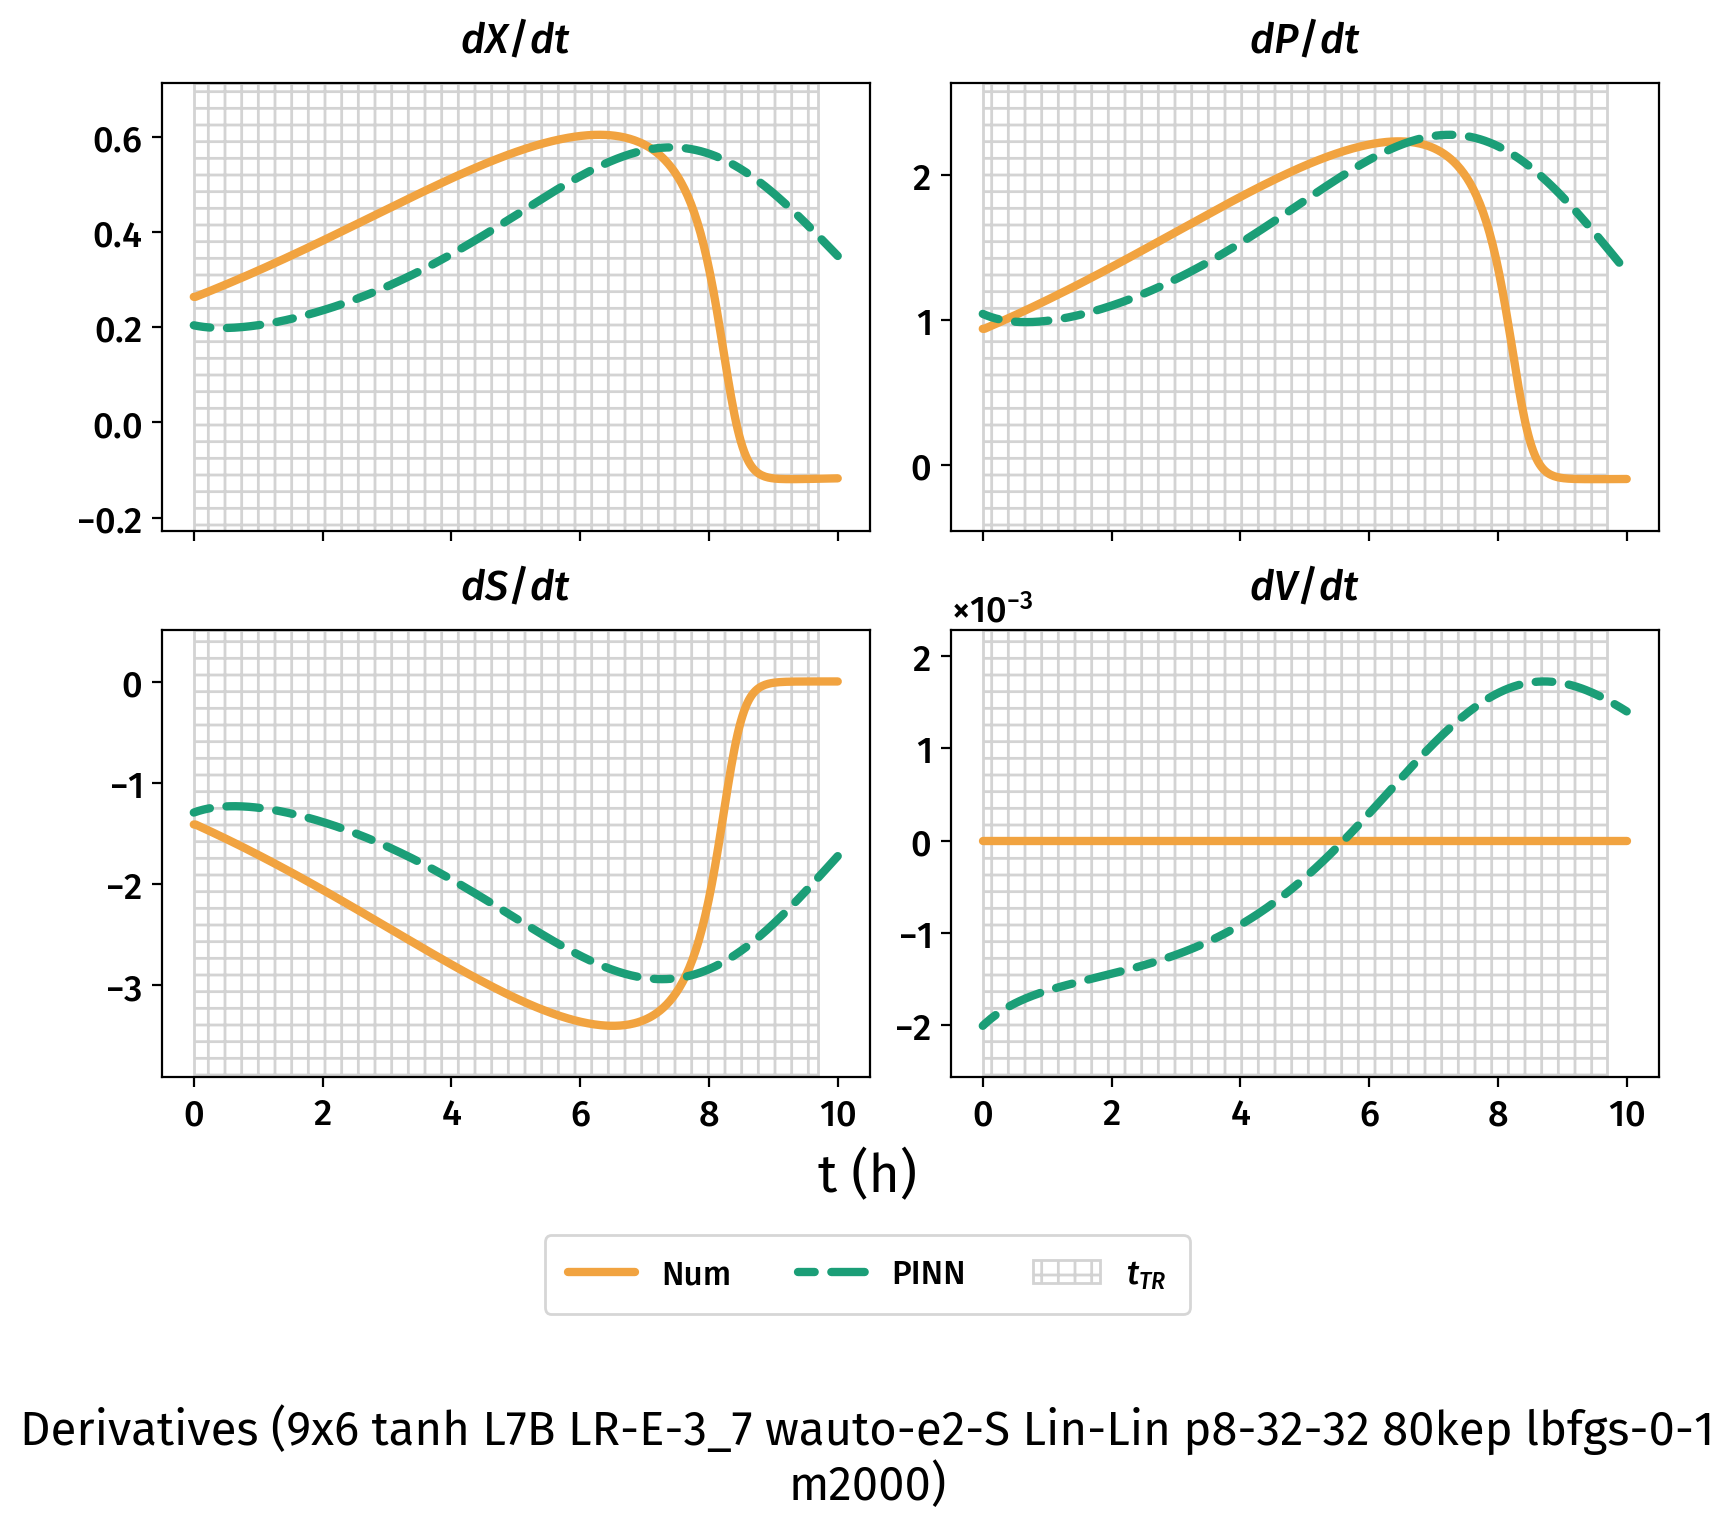 dX/dt
dP/dt
0.6
0.4
0.2
0.0
−0.2
2
1
0
dS/dt
dV/dt
×10⁻³
0
−1
−2
−3
2
1
0
−1
−2
0 2 4 6 8 10
0 2 4 6 8 10
t (h)
Num PINN t_TR
Derivatives (9x6 tanh L7B LR-E-3_7 wauto-e2-S Lin-Lin p8-32-32 80kep lbfgs-0-1
m2000)